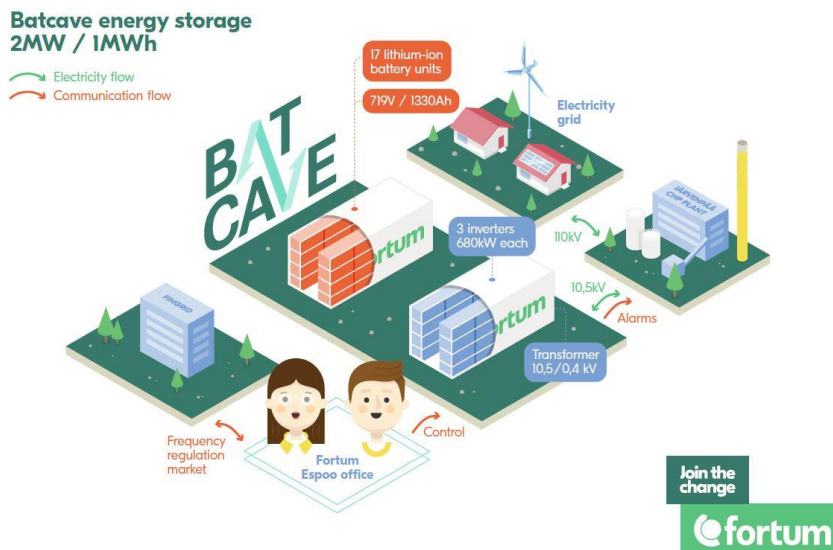 Batcave energy storage
2MW / 1MWh
Electricity flow
Communication flow
17 lithium-ion
battery units
719V / 1330Ah
Electricity
grid
BAT
CAVE
JÄRVENPÄÄ
CHP PLANT
fortum
3 inverters
680kW each
110kV
10,5kV
Alarms
FINGRID
fortum
Transformer
10,5/0,4 kV
Frequency
regulation
market
Control
Fortum
Espoo office
Join the
change
fortum